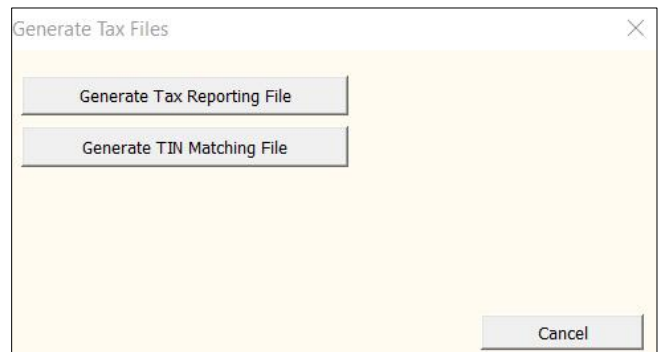 Generate Tax Files
Generate Tax Reporting File
Generate TIN Matching File
Cancel